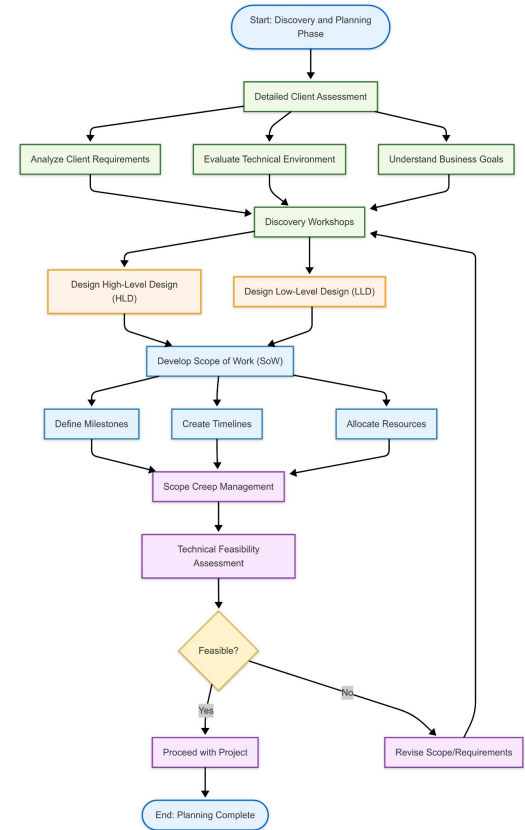 Start: Discovery and Planning
Phase
Detailed Client Assessment
Analyze Client Requirements
Evaluate Technical Environment
Understand Business Goals
Discovery Workshops
Design High-Level Design
(HLD)
Design Low-Level Design (LLD)
Develop Scope of Work (SoW)
Define Milestones
Create Timelines
Allocate Resources
Scope Creep Management
Technical Feasibility
Assessment
Feasible?
No
Yes
Proceed with Project
Revise Scope/Requirements
End: Planning Complete